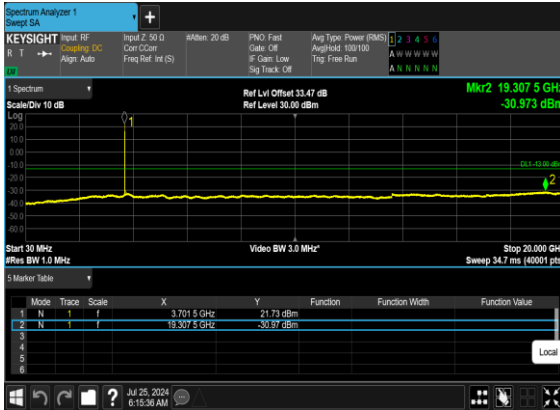 Spectrum Analyzer 1
Swept SA
+
KEYSIGHT Input: RF Input Z: 50 Ω #Atten: 20 dB PNO: Fast Avg Type: Power (RMS) 1 2 3 4 5 6
R T Coupling: DC Corr CCorr Gate: Off Avg|Hold: 100/100 A W W W W W
Align: Auto Freq Ref: Int (S) IF Gain: Low Trig: Free Run
LXI Sig Track: Off A N N N N N
1 Spectrum
Ref Lvl Offset 33.47 dB Mkr2 19.307 5 GHz
Scale/Div 10 dB Ref Level 30.00 dBm -30.973 dBm
Log
1
20.0
10.0
0.00
-10.0
DL1 -13.00 dBm
-20.0
2
-30.0
-40.0
-50.0
-60.0
Start 30 MHz Video BW 3.0 MHz* Stop 20.000 GHz
#Res BW 1.0 MHz Sweep 34.7 ms (40001 pts)
5 Marker Table
Mode Trace Scale X Y Function Function Width Function Value
1 N 1 f 3.701 5 GHz 21.73 dBm
2 N 1 f 19.307 5 GHz -30.97 dBm
3
4
5
6
Local
? Jul 25, 2024
6:15:36 AM